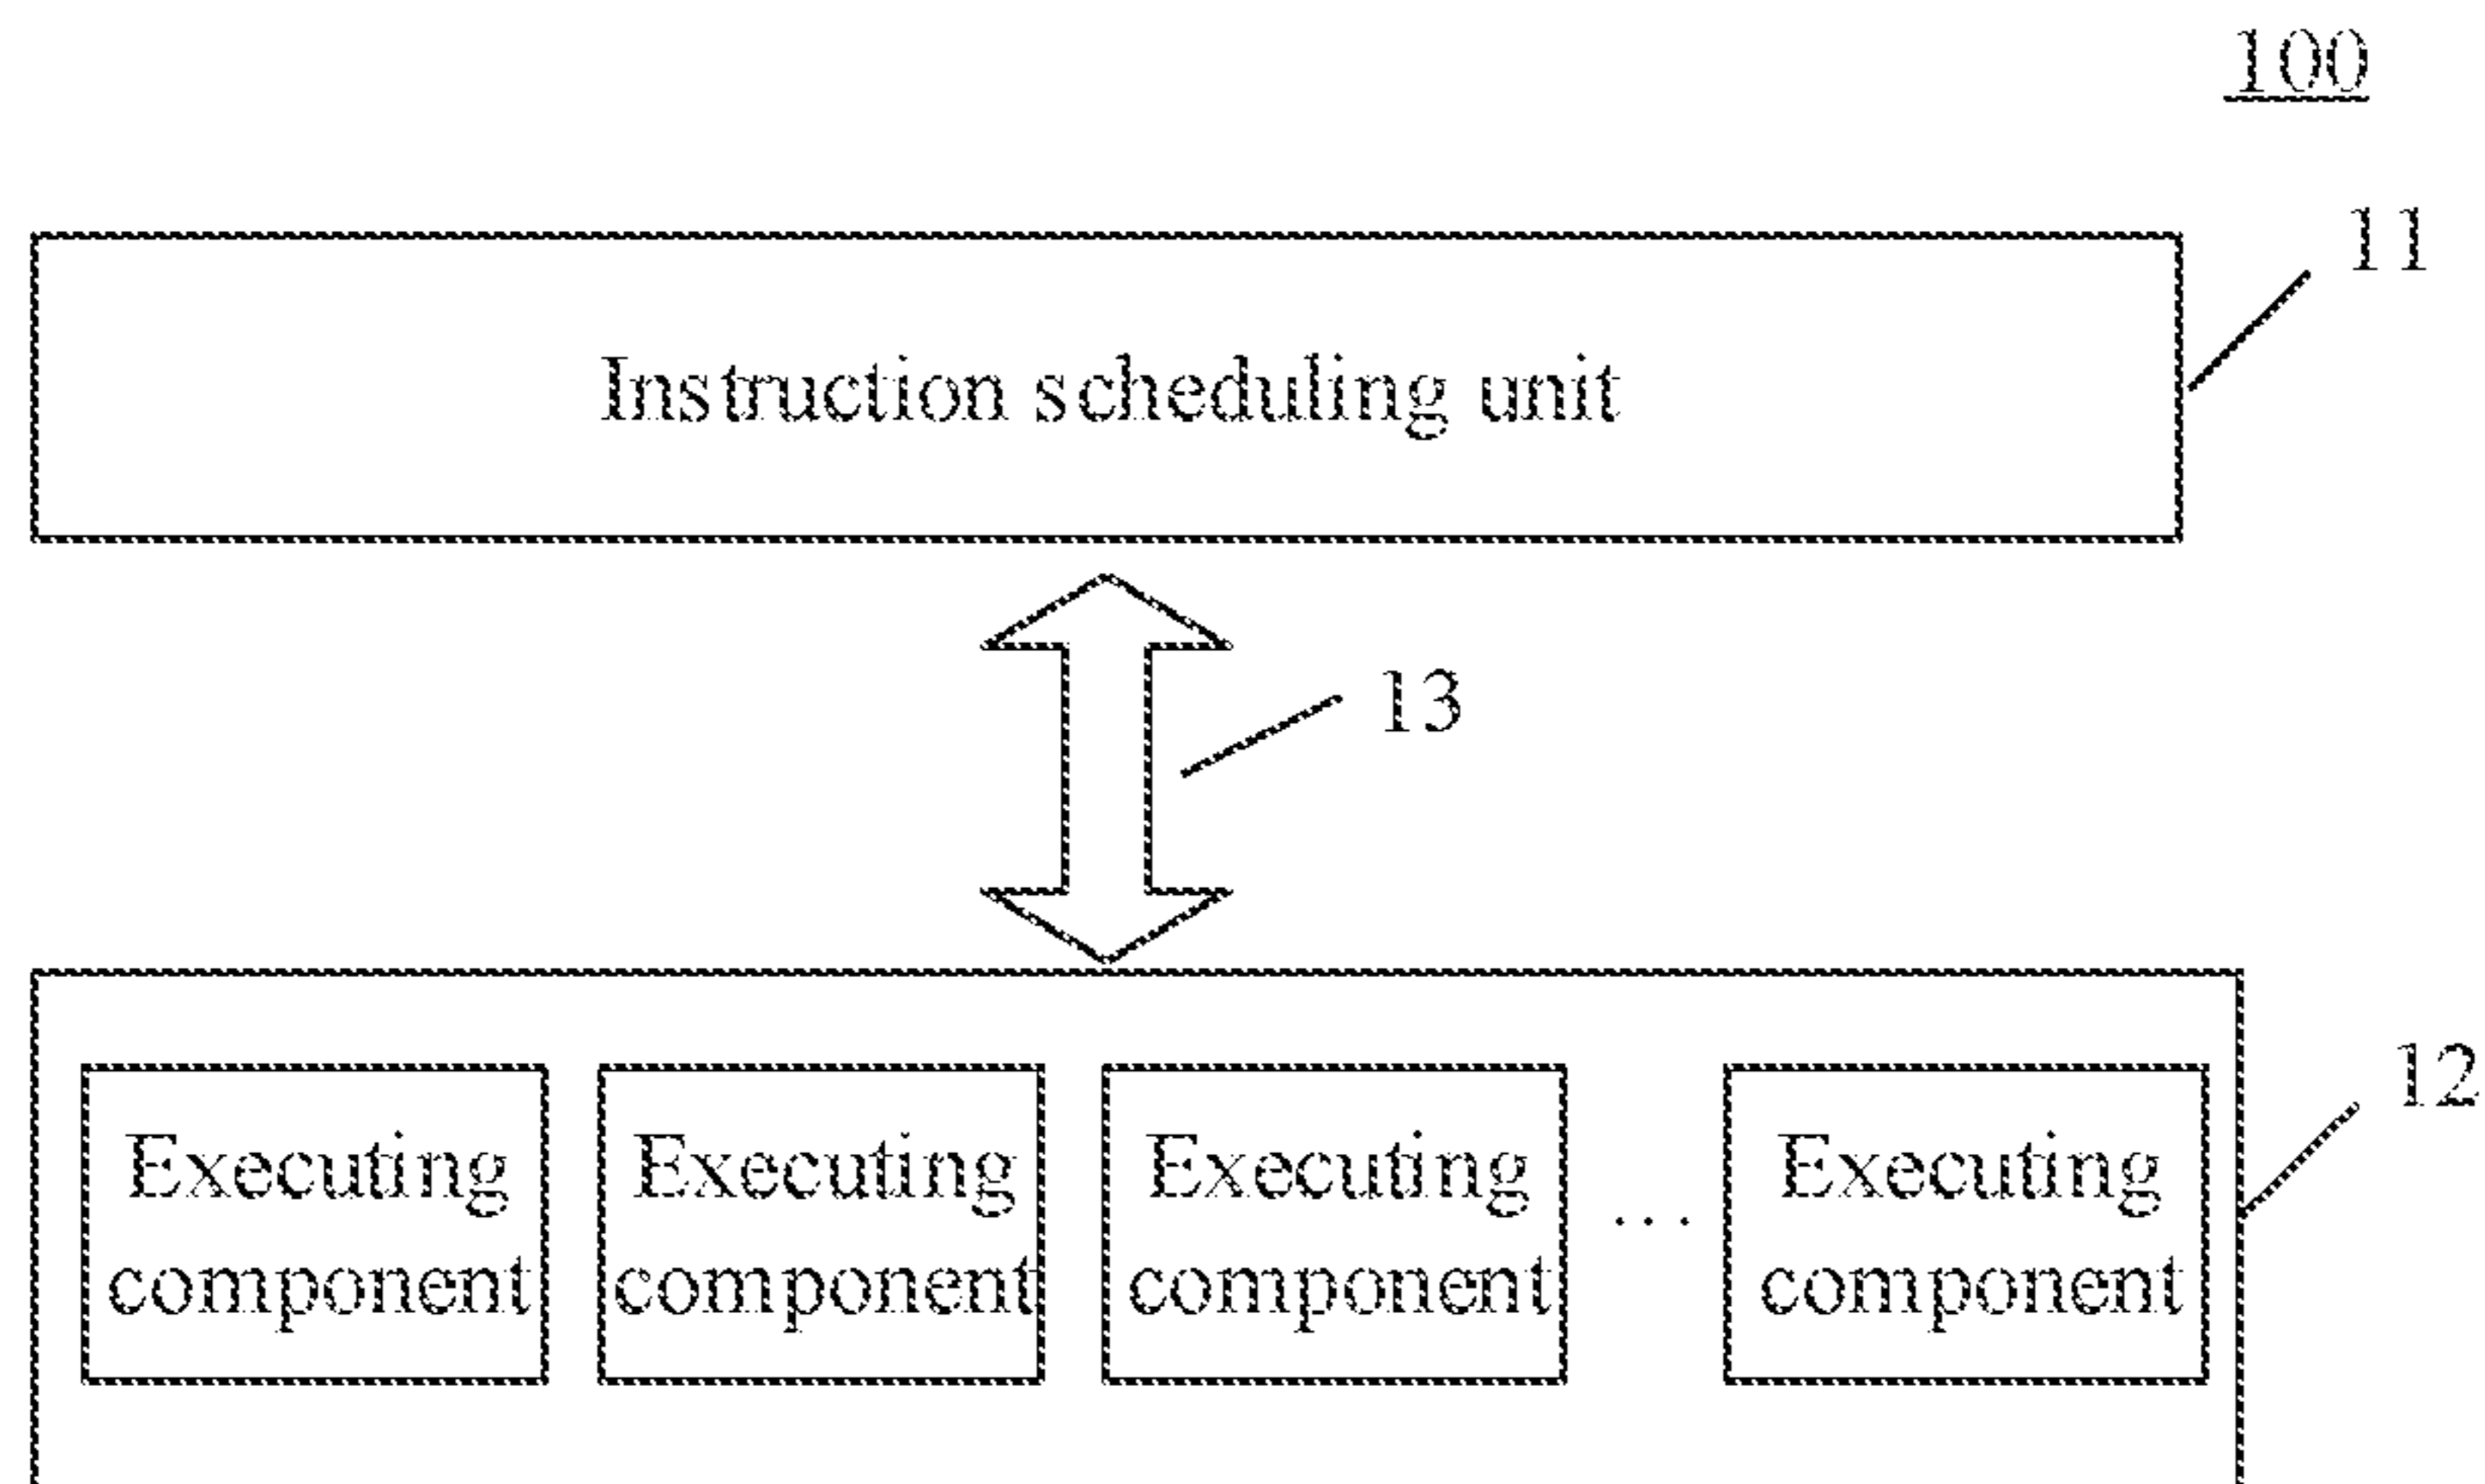 100
11
Instruction scheduling unit
13
12
Executing component
Executing component
Executing component
...
Executing component